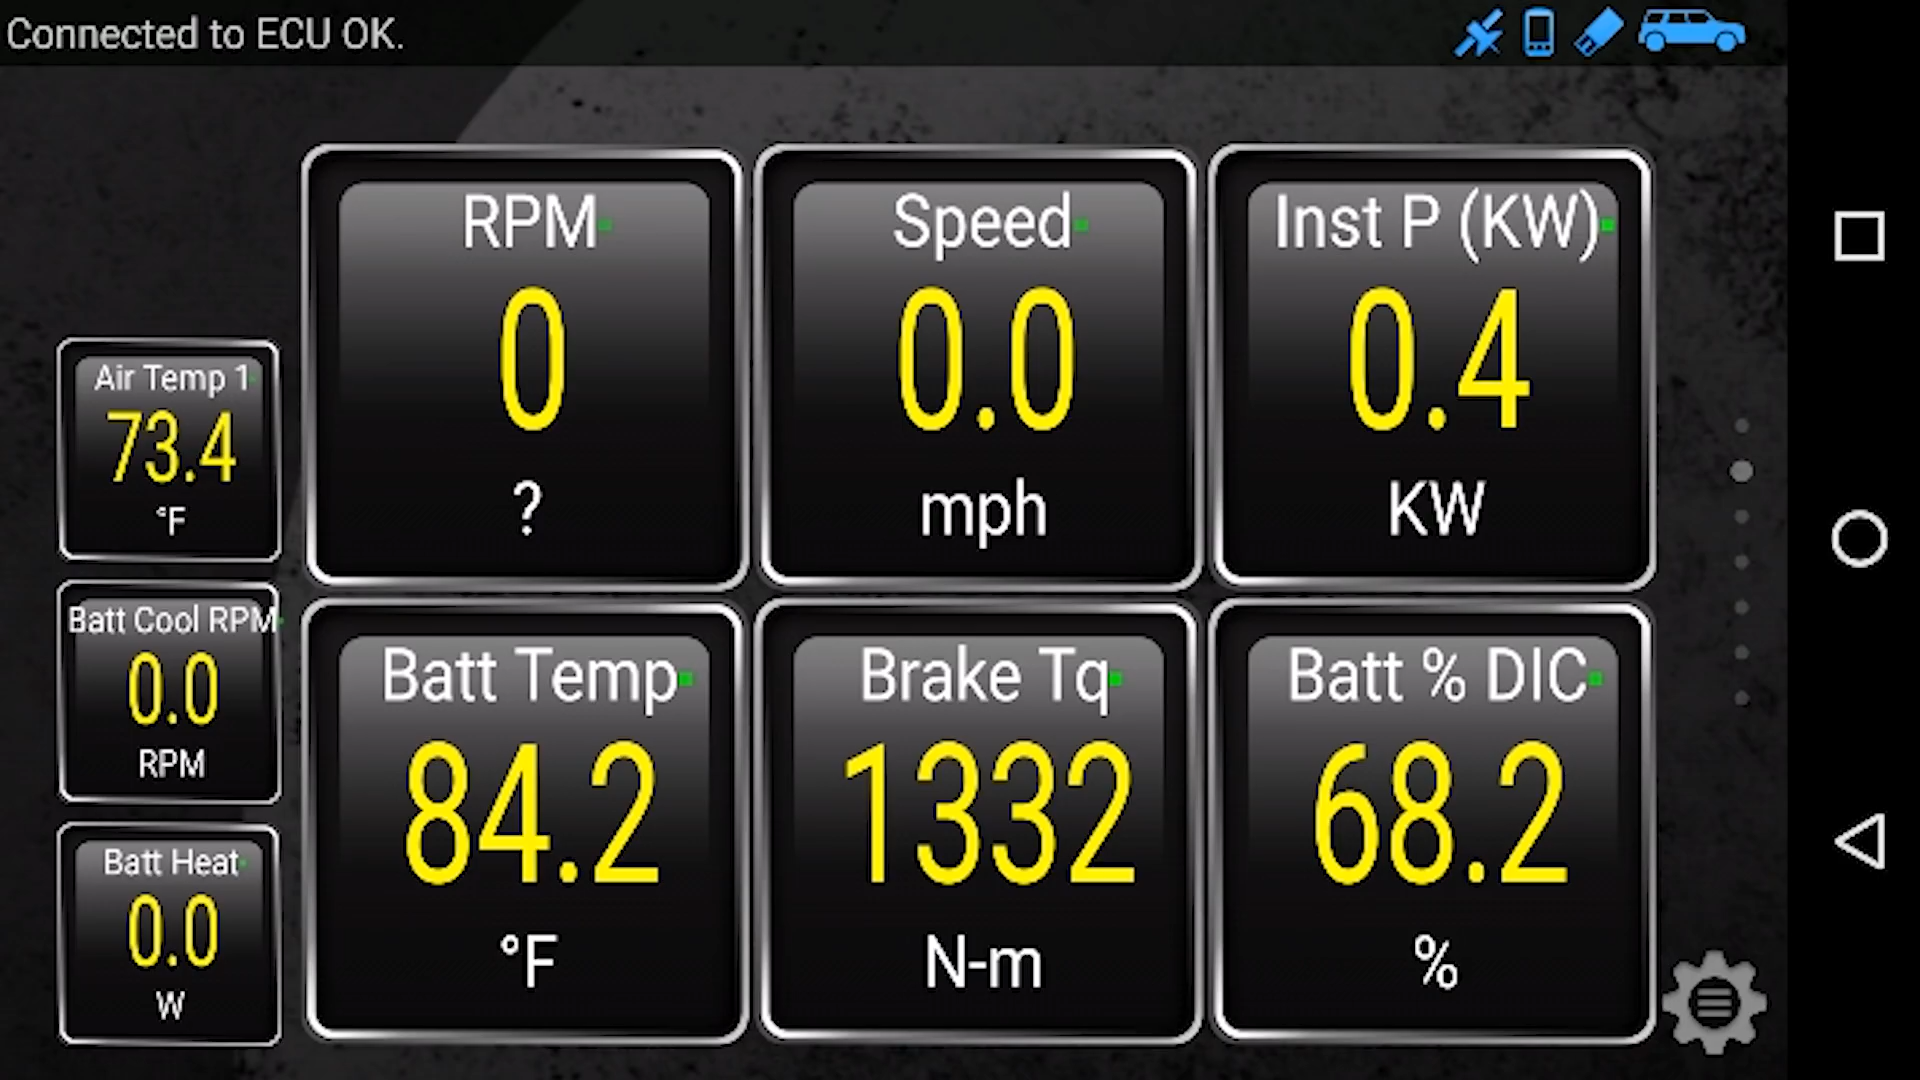 Connected to ECU OK.
RPM
0
?
Speed
0.0
mph
Inst P (KW)
0.4
KW
Air Temp 1
73.4
°F
Batt Cool RPM
0.0
RPM
Batt Heat
0.0
W
Batt Temp
84.2
°F
Brake Tq
1332
N-m
Batt % DIC
68.2
%